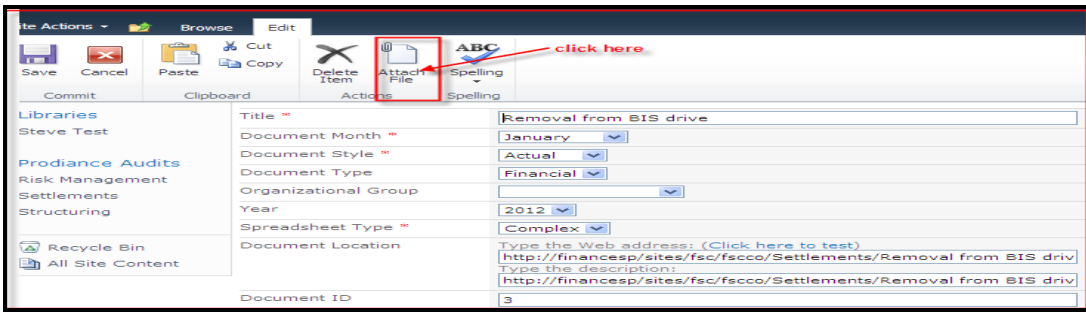 ite Actions Browse Edit
Save Cancel Paste Cut Copy Delete Item Attach File ABC Spelling click here
Commit Clipboard Actions Spelling
Libraries
Steve Test
Prodiance Audits
Risk Management
Settlements
Structuring
Recycle Bin
All Site Content
Title * Removal from BIS drive
Document Month * January
Document Style * Actual
Document Type Financial
Organizational Group
Year 2012
Spreadsheet Type * Complex
Document Location Type the Web address: (Click here to test)
http://financesp/sites/fsc/fscco/Settlements/Removal from BIS driv
Type the description:
http://financesp/sites/fsc/fscco/Settlements/Removal from BIS driv
Document ID 3